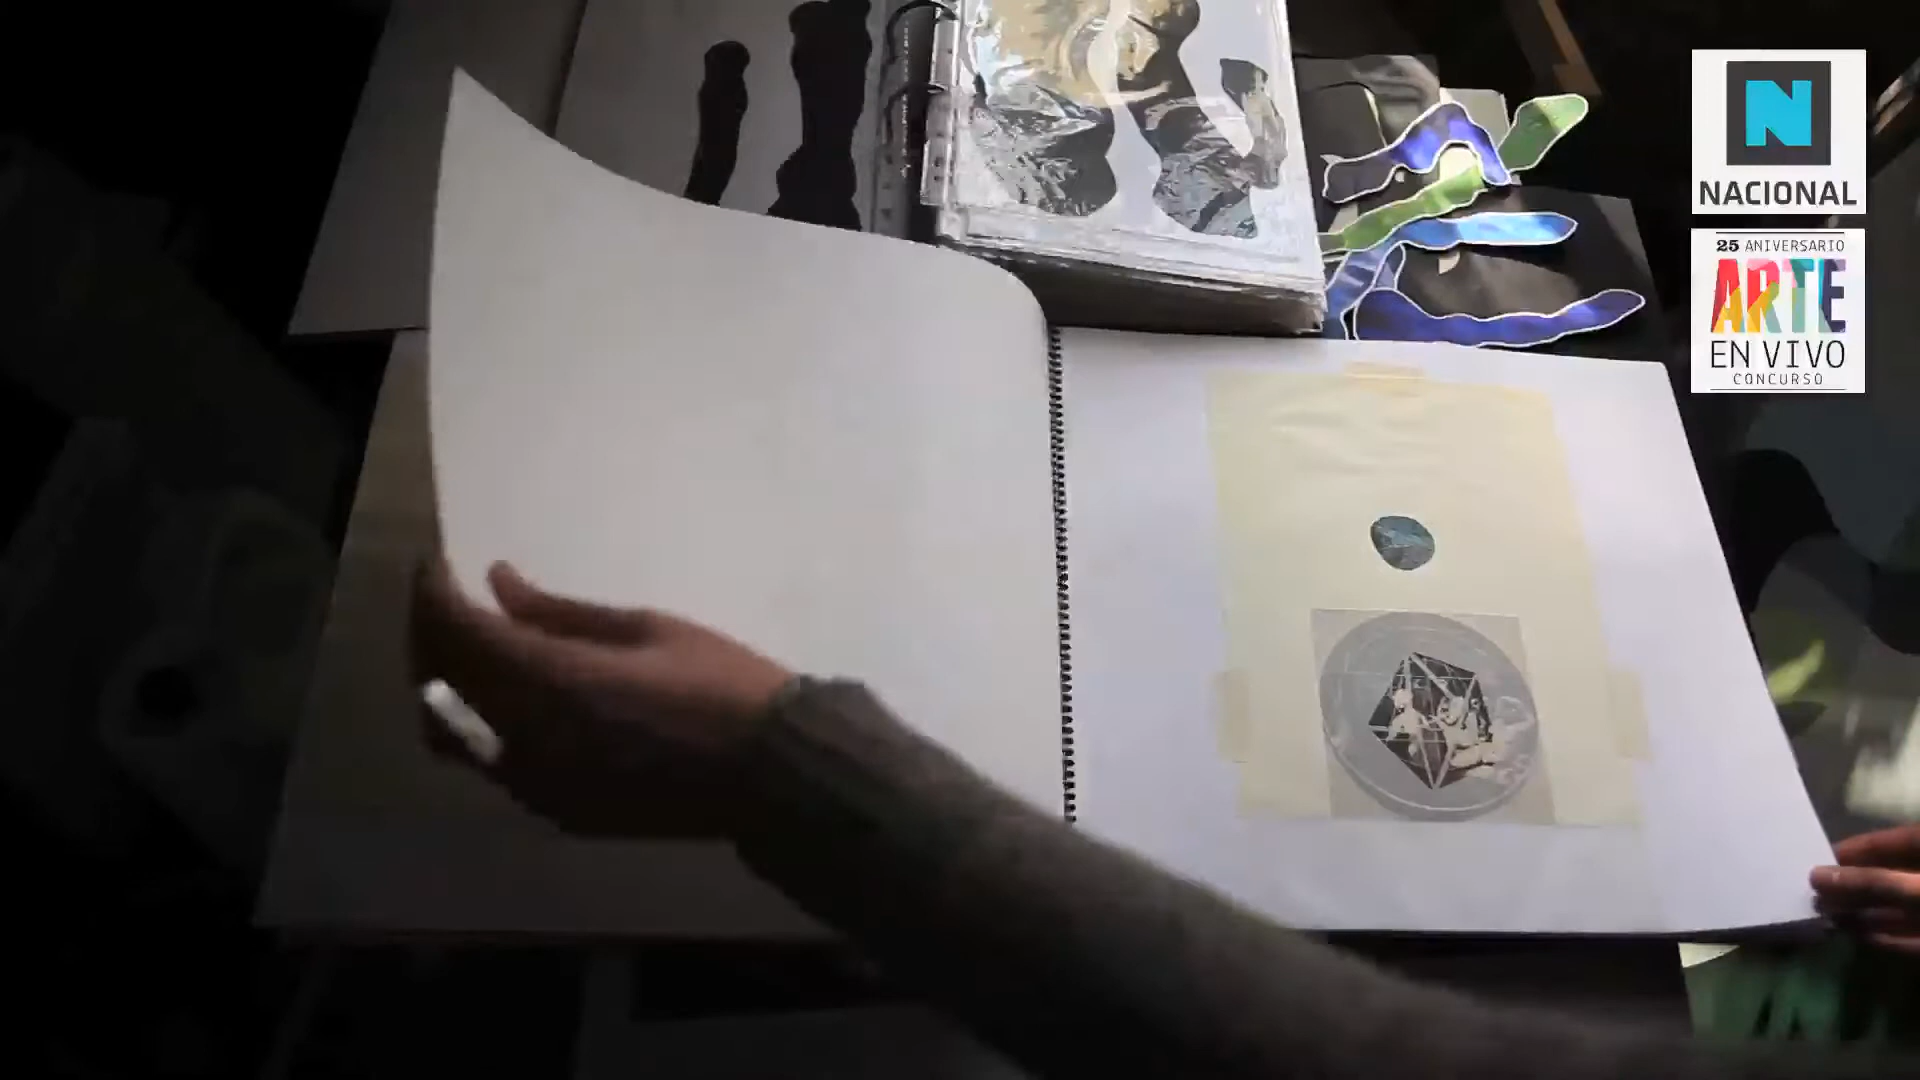 N
NACIONAL
25 ANIVERSARIO
ARTE
EN VIVO
CONCURSO